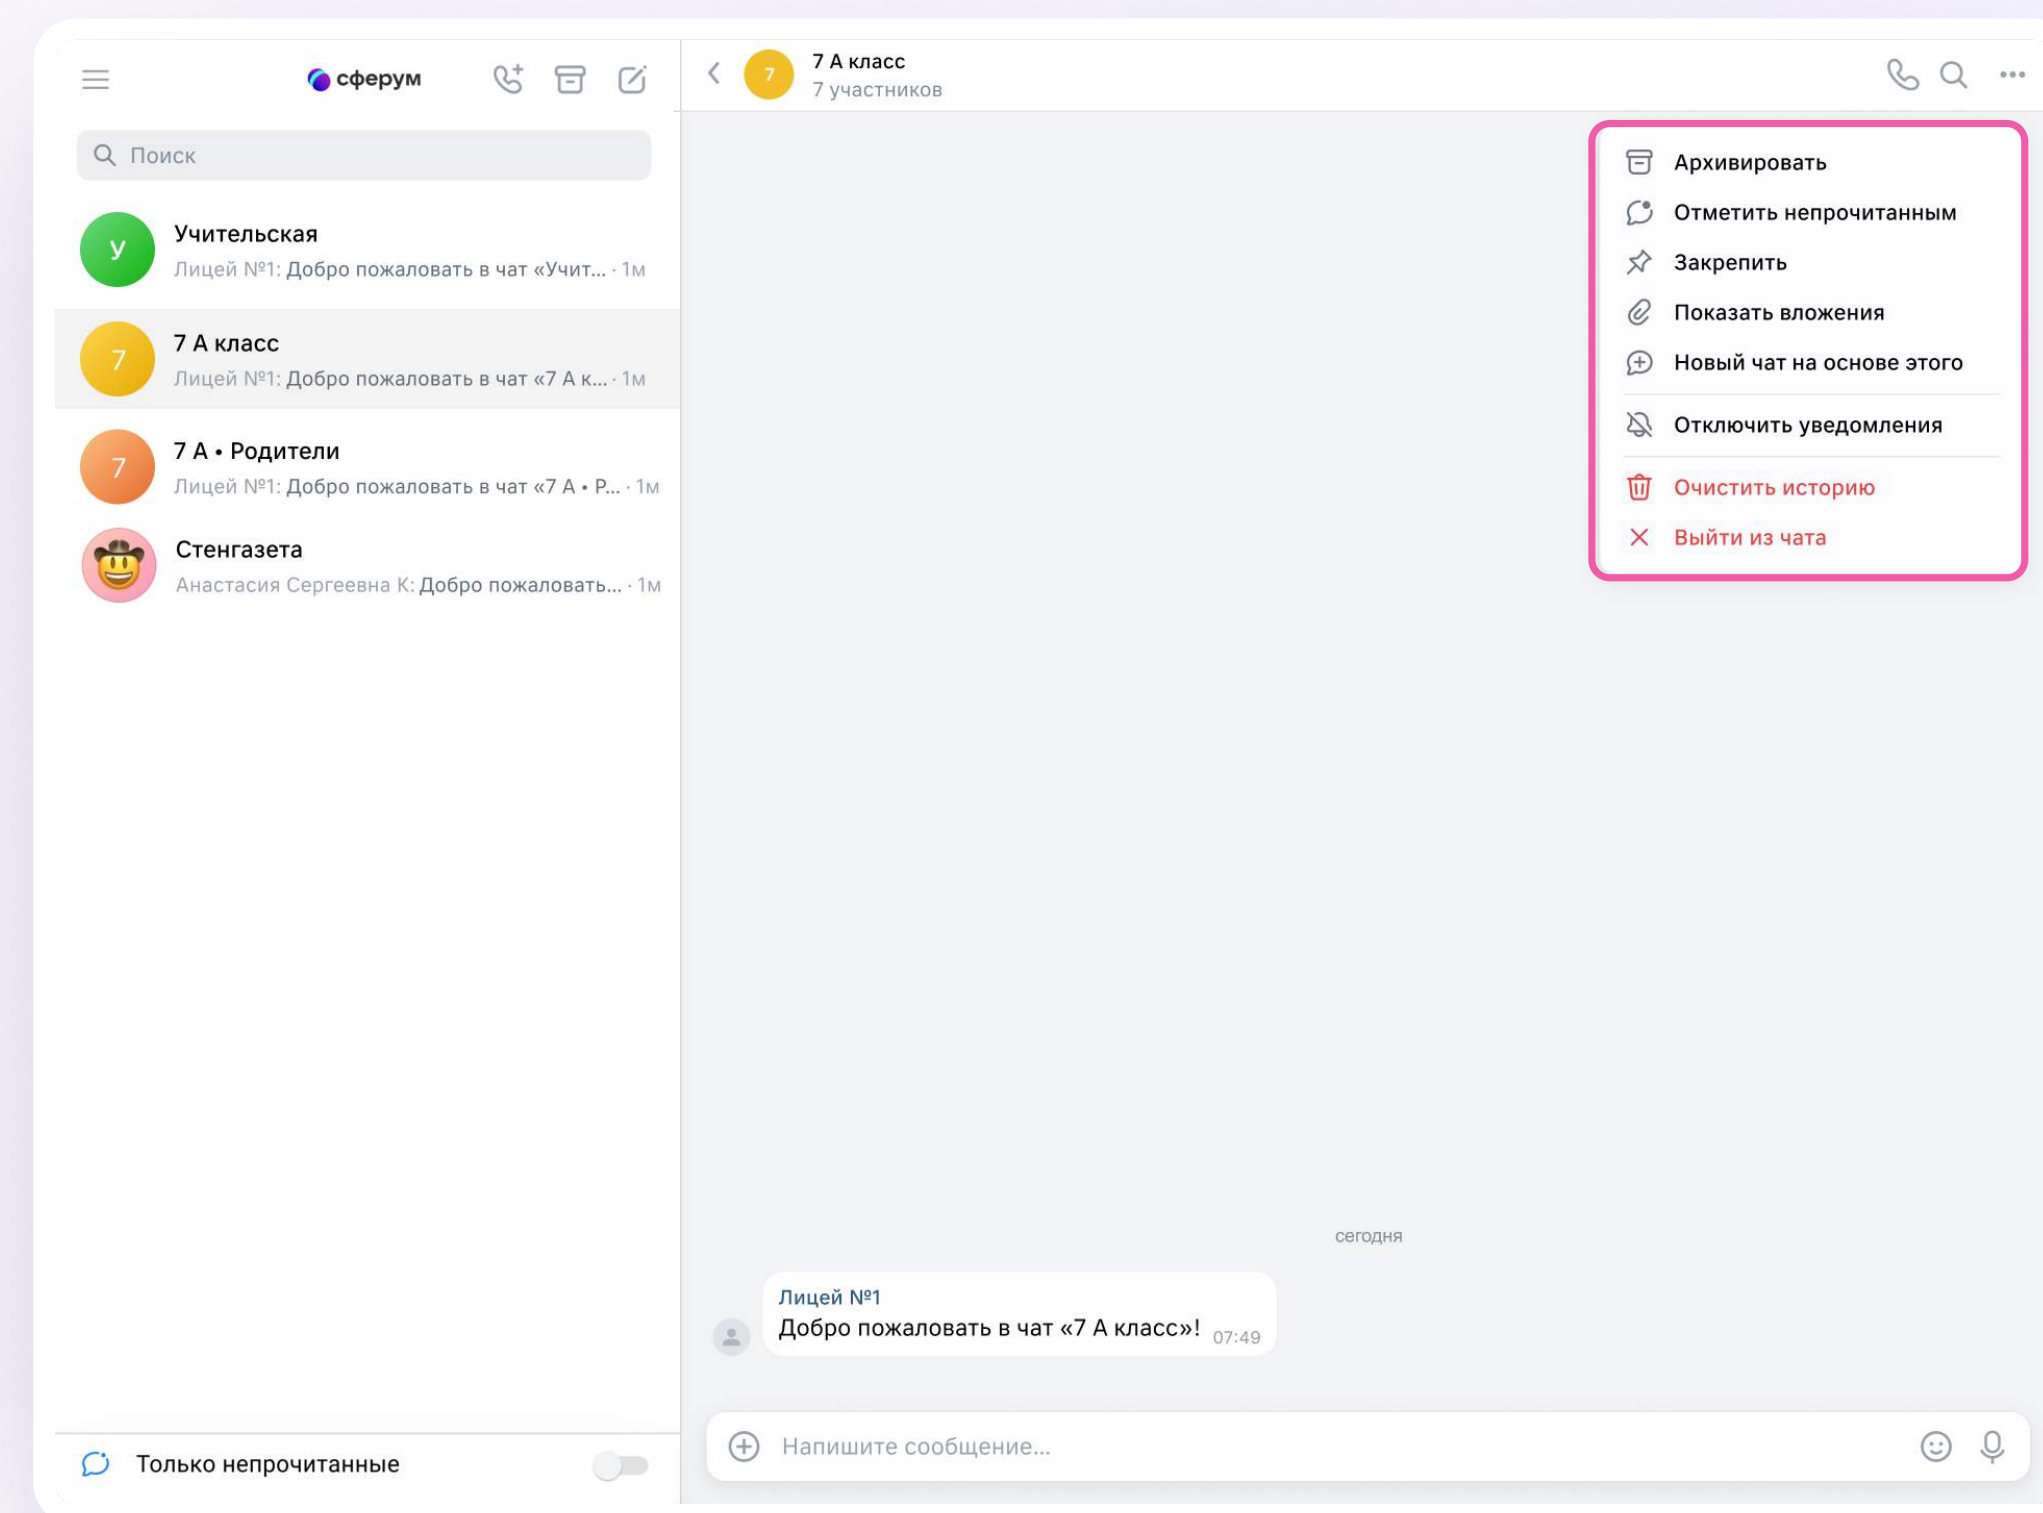 сферум
Поиск
У
Учительская
Лицей №1: Добро пожаловать в чат «Учит... · 1м
7
7 А класс
Лицей №1: Добро пожаловать в чат «7 А к... · 1м
7
7 А • Родители
Лицей №1: Добро пожаловать в чат «7 А • Р... · 1м
Стенгазета
Анастасия Сергеевна К: Добро пожаловать... · 1м
Только непрочитанные
7
7 А класс
7 участников
Архивировать
Отметить непрочитанным
Закрепить
Показать вложения
Новый чат на основе этого
Отключить уведомления
Очистить историю
Выйти из чата
сегодня
Лицей №1
Добро пожаловать в чат «7 А класс»! 07:49
Напишите сообщение...